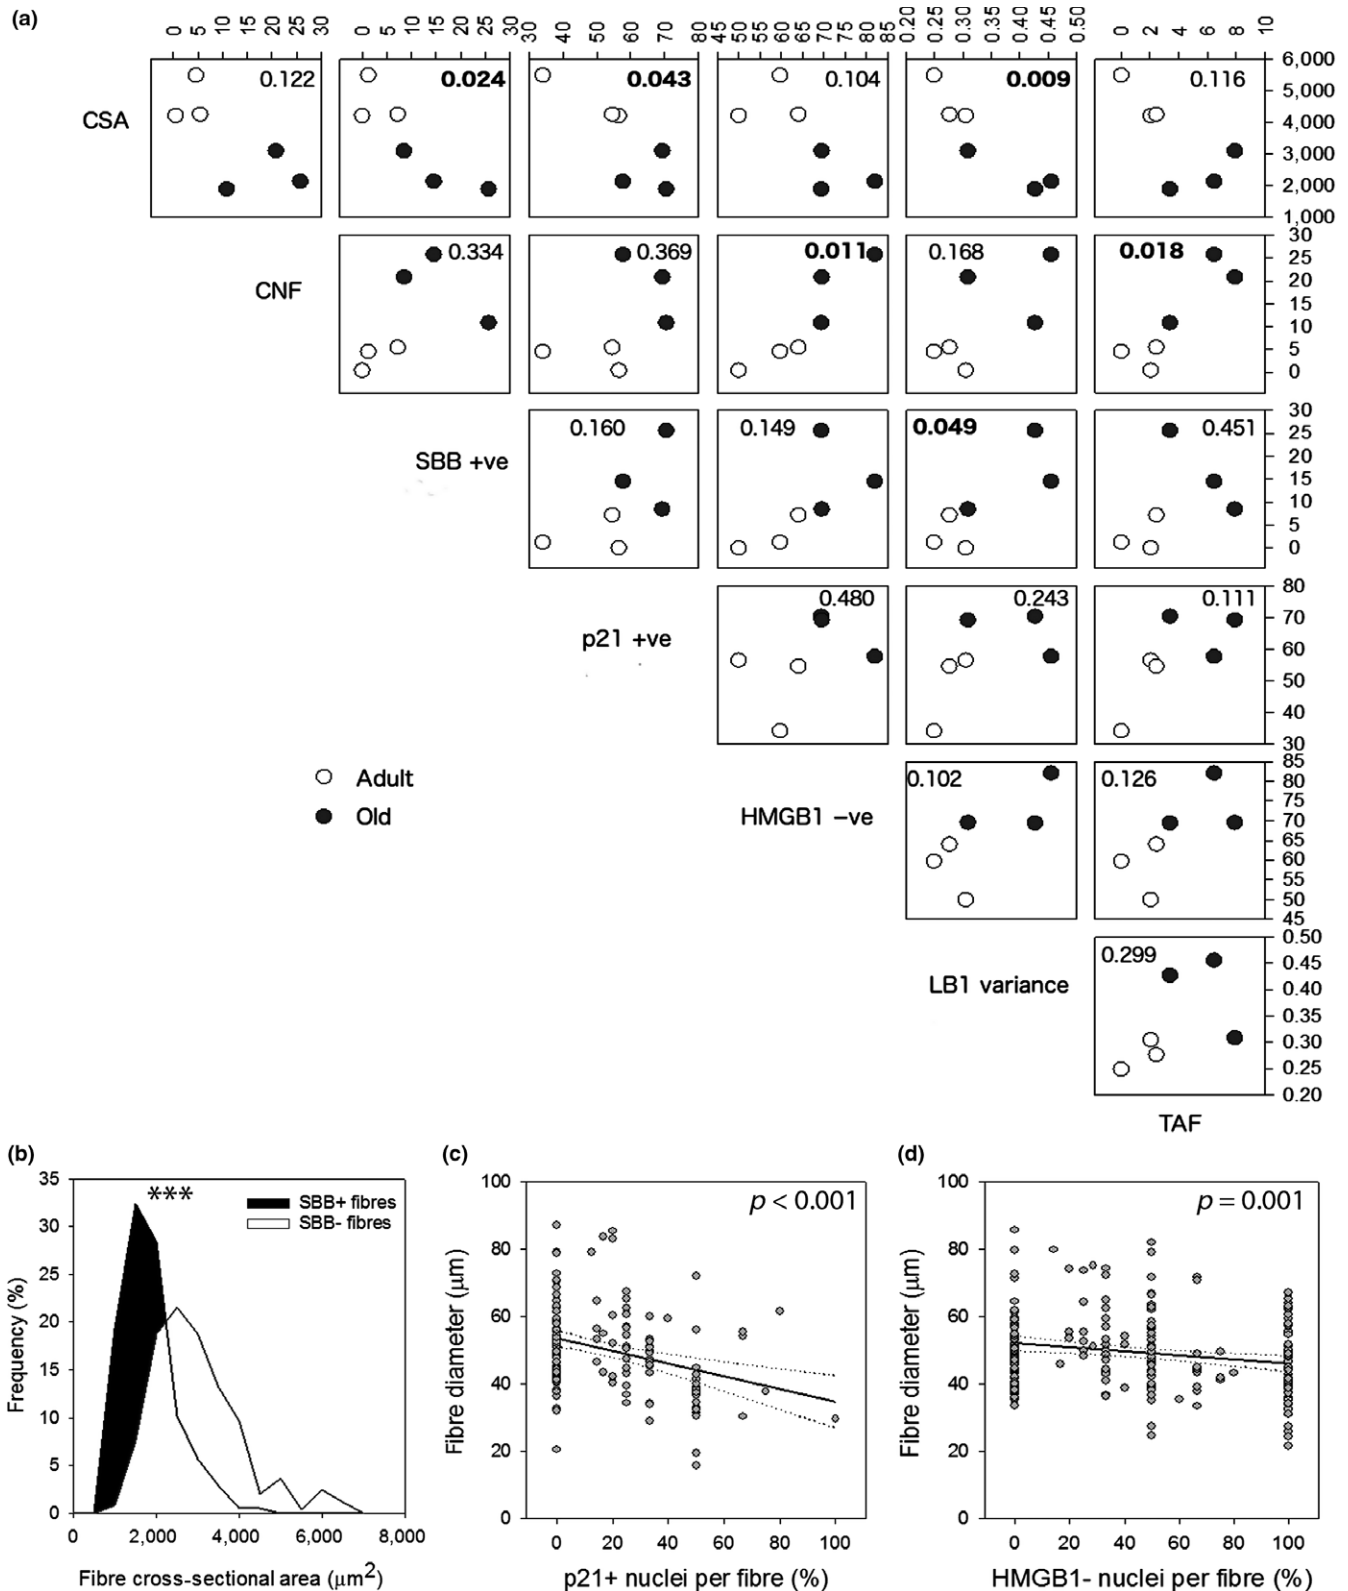 (a)
0 5 10 15 20 25 30
0 5 10 15 20 25 30
30 40 50 60 70 80
45 50 55 60 65 70 75 80 85
0.20 0.25 0.30 0.35 0.40 0.45 0.50
0 2 4 6 8 10
CSA
0.122 0.024 0.043 0.104 0.009 0.116
6,000
5,000
4,000
3,000
2,000
1,000
CNF
0.334 0.369 0.011 0.168 0.018
30
25
20
15
10
5
0
SBB +ve
0.160 0.149 0.049 0.451
30
25
20
15
10
5
0
p21 +ve
0.480 0.243 0.111
80
70
60
50
40
30
Adult
Old
HMGB1 –ve
0.102 0.126
85
80
75
70
65
60
55
50
45
LB1 variance
0.299
0.50
0.45
0.40
0.35
0.30
0.25
0.20
TAF
(b)
35
30
25
20
15
10
5
0
Frequency (%)
***
SBB+ fibres
SBB- fibres
0 2,000 4,000 6,000 8,000
Fibre cross-sectional area (μm2)
(c)
100
80
60
40
20
0
Fibre diameter (μm)
p < 0.001
0 20 40 60 80 100
p21+ nuclei per fibre (%)
(d)
100
80
60
40
20
0
Fibre diameter (μm)
p = 0.001
0 20 40 60 80 100
HMGB1- nuclei per fibre (%)